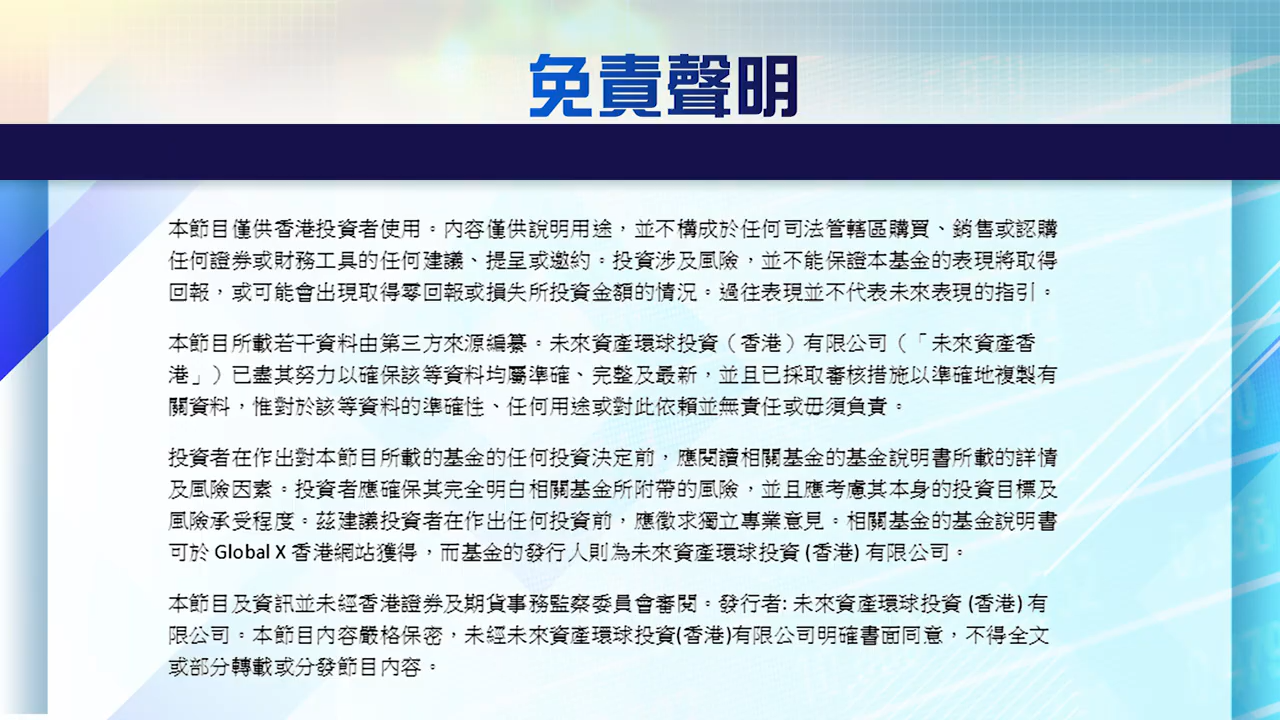 免責聲明
本節目僅供香港投資者使用。內容僅供說明用途，並不構成於任何司法管轄區購買、銷售或認購
任何證券或財務工具的任何建議、提呈或邀約。投資涉及風險，並不能保證本基金的表現將取得
回報，或可能會出現取得零回報或損失所投資金額的情況。過往表現並不代表未來表現的指引。
本節目所載若干資料由第三方來源編纂。未來資產環球投資（香港）有限公司（「未來資產香
港」）已盡其努力以確保該等資料均屬準確、完整及最新，並且已採取審核措施以準確地複製有
關資料，惟對於該等資料的準確性、任何用途或對此依賴並無責任或毋須負責。
投資者在作出對本節目所載的基金的任何投資決定前，應閱讀相關基金的基金說明書所載的詳情
及風險因素。投資者應確保其完全明白相關基金所附帶的風險，並且應考慮其本身的投資目標及
風險承受程度。茲建議投資者在作出任何投資前，應徵求獨立專業意見。相關基金的基金說明書
可於 Global X 香港網站獲得，而基金的發行人則為未來資產環球投資 (香港) 有限公司。
本節目及資訊並未經香港證券及期貨事務監察委員會審閱。發行者: 未來資產環球投資 (香港) 有
限公司。本節目內容嚴格保密，未經未來資產環球投資(香港)有限公司明確書面同意，不得全文
或部分轉載或分發節目內容。